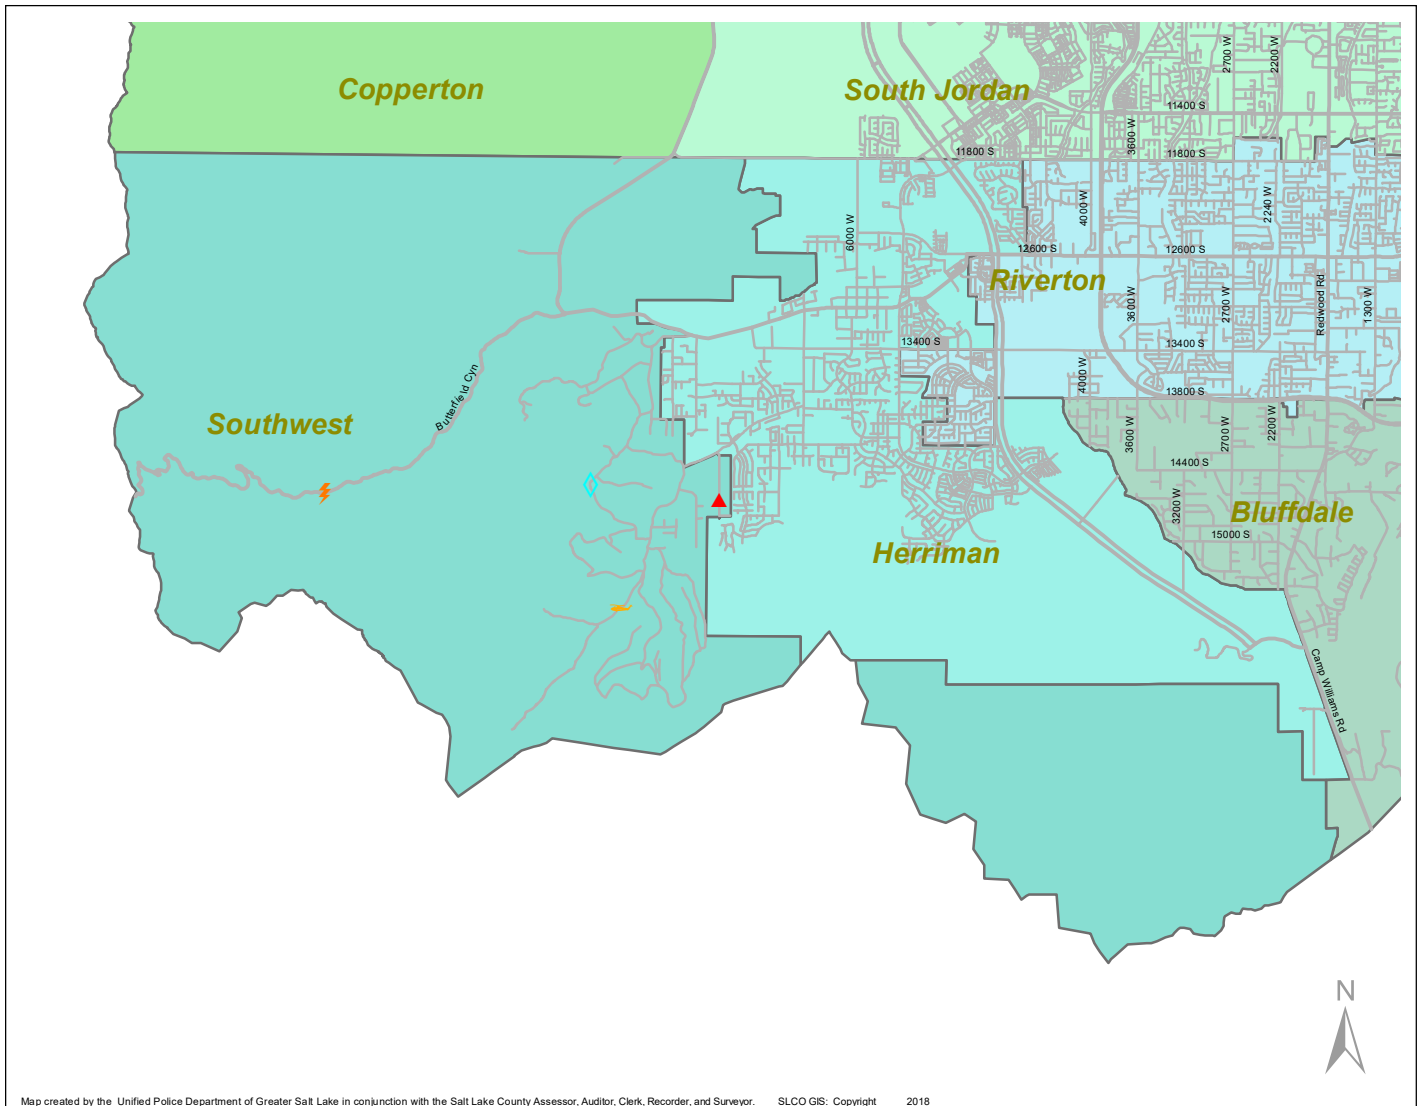 2700 W
2200 W
Copperton
South Jordan
11400 S
3600 W
11800 S
11800 S
4000 W
2240 W
6000 W
12600 S
12600 S
Riverton
3600 W
2700 W
Redwood Rd
1300 W
13400 S
13400 S
4000 W
13800 S
Butterfield Cyn
Southwest
3600 W
2700 W
2200 W
14400 S
3200 W
Bluffdale
15000 S
Herriman
Camp Williams Rd
N
Map created by the Unified Police Department of Greater Salt Lake in conjunction with the Salt Lake County Assessor, Auditor, Clerk, Recorder, and Surveyor. SLCO GIS: Copyright 2018